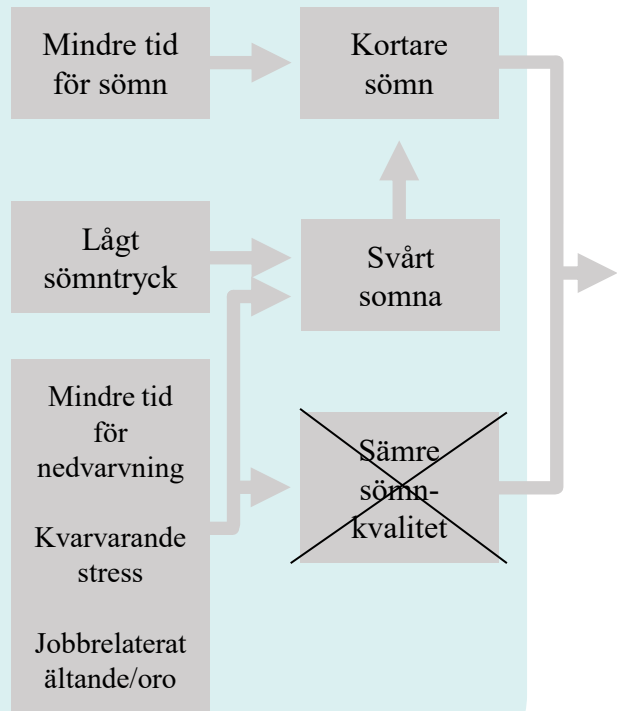 Mindre tid
för sömn
Kortare
sömn
Lågt
sömntryck
Svårt
somna
Mindre tid
för
nedvarvning
Kvarvarande
stress
Jobbrelaterat
ältande/oro
Sämre
sömn-
kvalitet